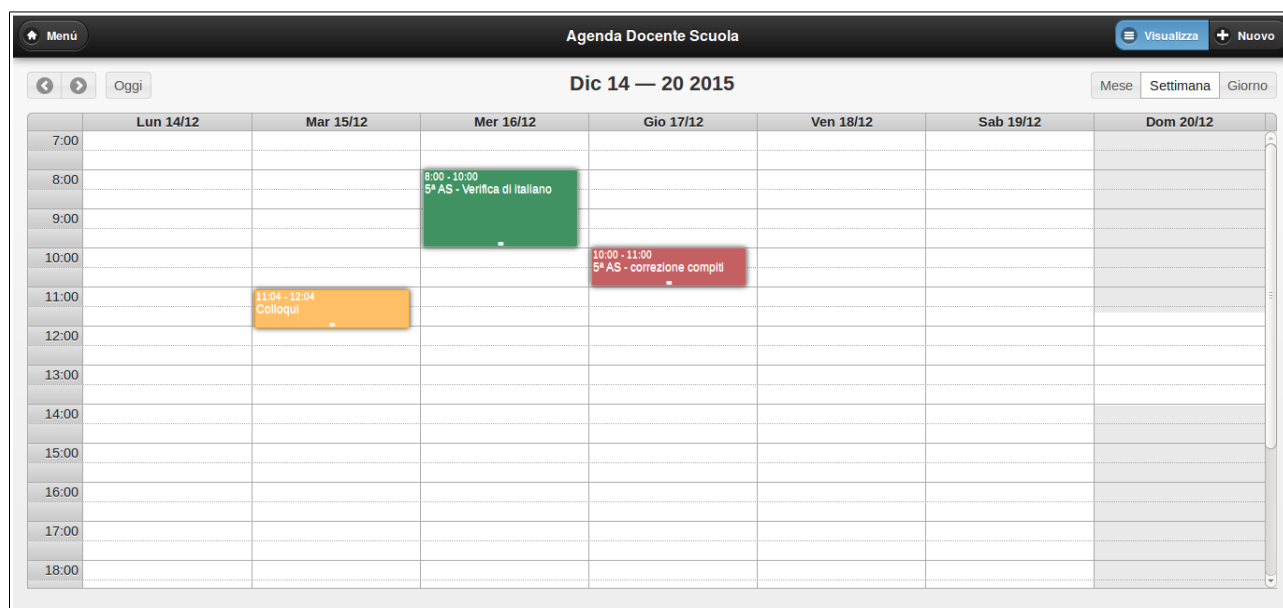 Menú
Agenda Docente Scuola
Visualizza
Nuovo
Oggi
Dic 14 — 20 2015
Mese
Settimana
Giorno
Lun 14/12
Mar 15/12
Mer 16/12
Gio 17/12
Ven 18/12
Sab 19/12
Dom 20/12
7:00
8:00
8:00 - 10:00
5ª AS - Verifica di italiano
9:00
10:00
10:00 - 11:00
5ª AS - correzione compiti
11:00
11:04 - 12:04
Colloqui
12:00
13:00
14:00
15:00
16:00
17:00
18:00